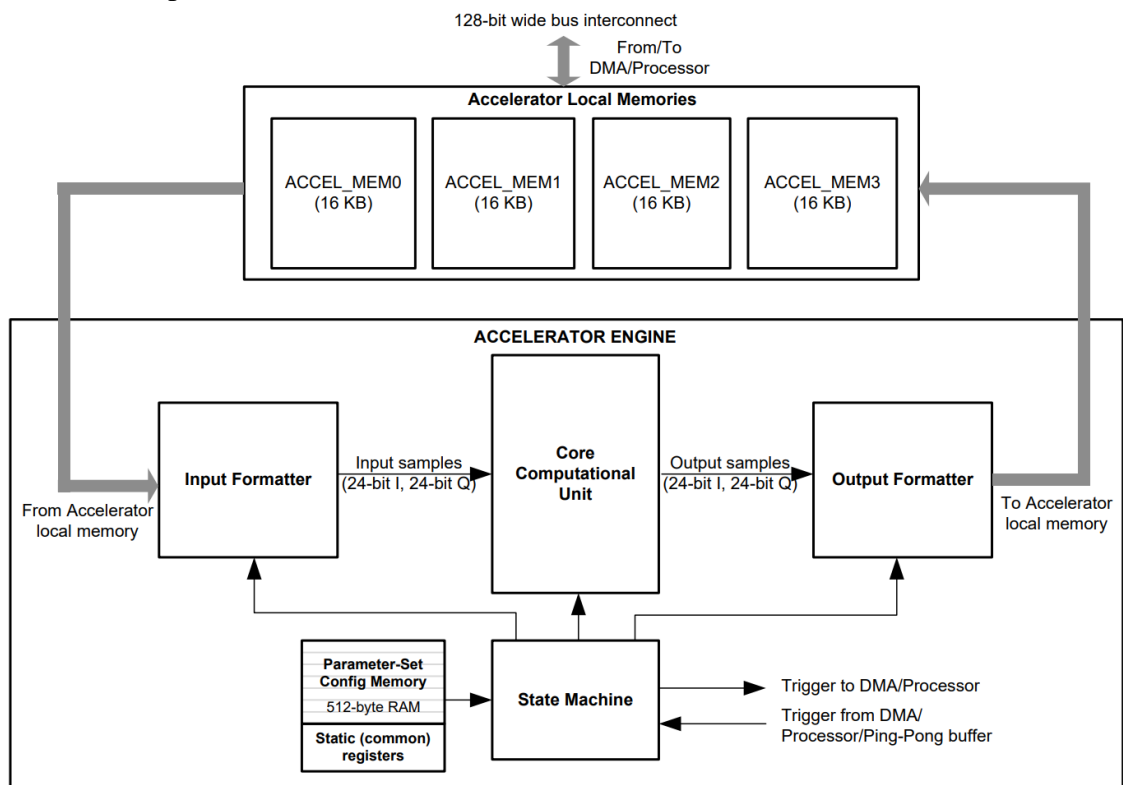 128-bit wide bus interconnect
From/To
DMA/Processor
Accelerator Local Memories
ACCEL_MEM0
(16 KB)
ACCEL_MEM1
(16 KB)
ACCEL_MEM2
(16 KB)
ACCEL_MEM3
(16 KB)
ACCELERATOR ENGINE
Input Formatter
Input samples
(24-bit I, 24-bit Q)
Core
Computational
Unit
Output samples
(24-bit I, 24-bit Q)
Output Formatter
From Accelerator
local memory
To Accelerator
local memory
Parameter-Set
Config Memory
512-byte RAM
Static (common)
registers
State Machine
Trigger to DMA/Processor
Trigger from DMA/
Processor/Ping-Pong buffer